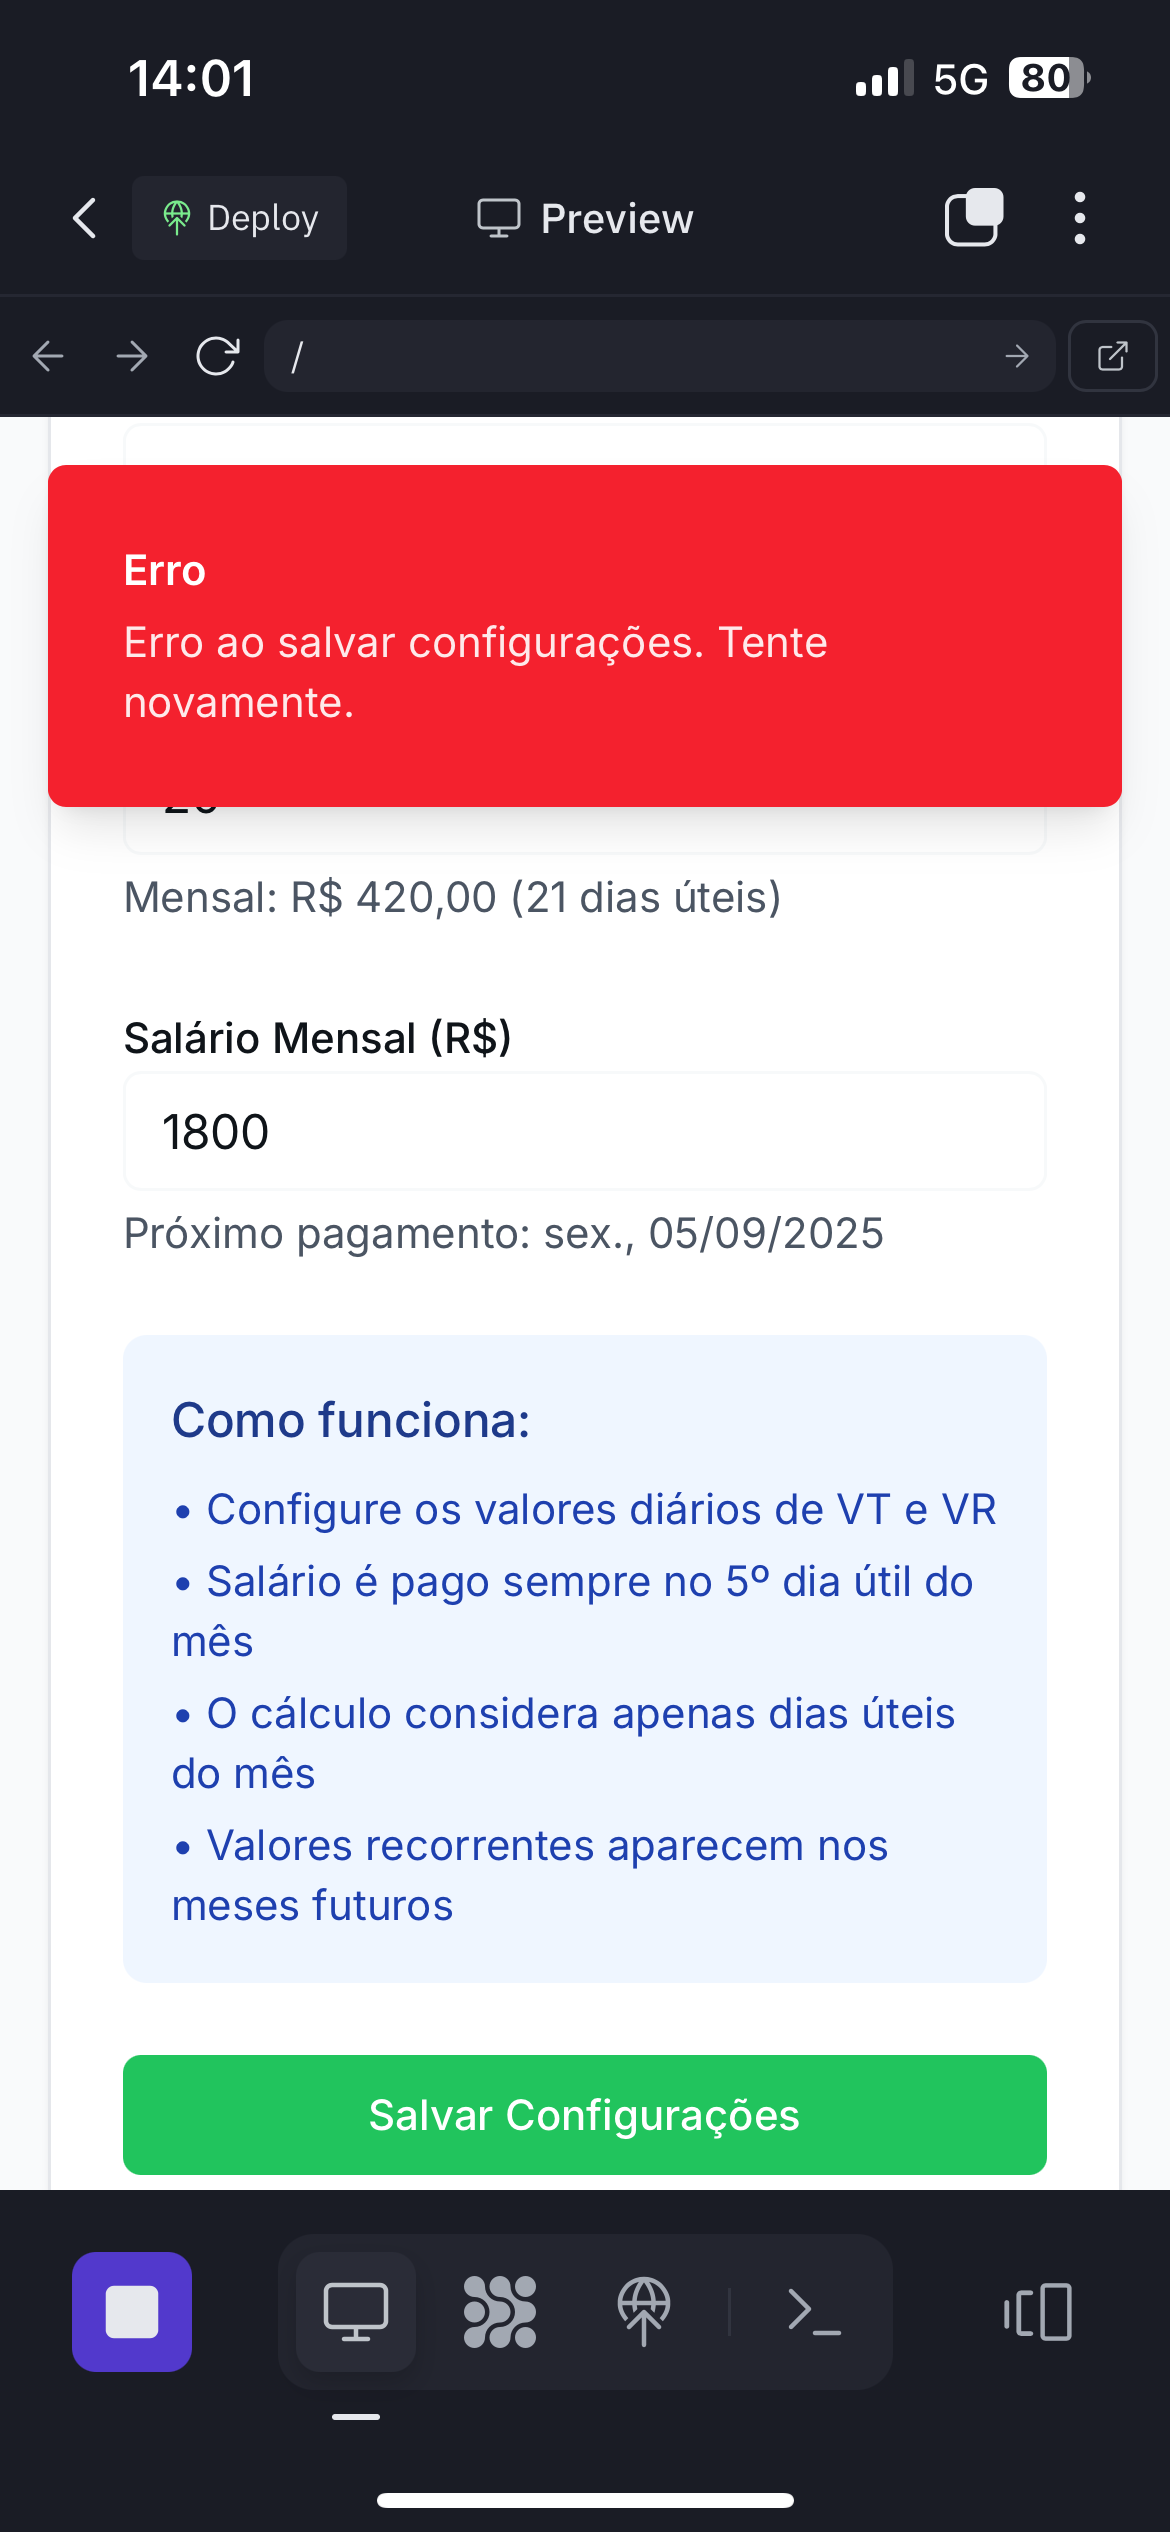 14:01
5G 80
Deploy
Preview
/
Erro
Erro ao salvar configurações. Tente
novamente.
Mensal: R$ 420,00 (21 dias úteis)
Salário Mensal (R$)
1800
Próximo pagamento: sex., 05/09/2025
Como funciona:
• Configure os valores diários de VT e VR
• Salário é pago sempre no 5º dia útil do
mês
• O cálculo considera apenas dias úteis
do mês
• Valores recorrentes aparecem nos
meses futuros
Salvar Configurações